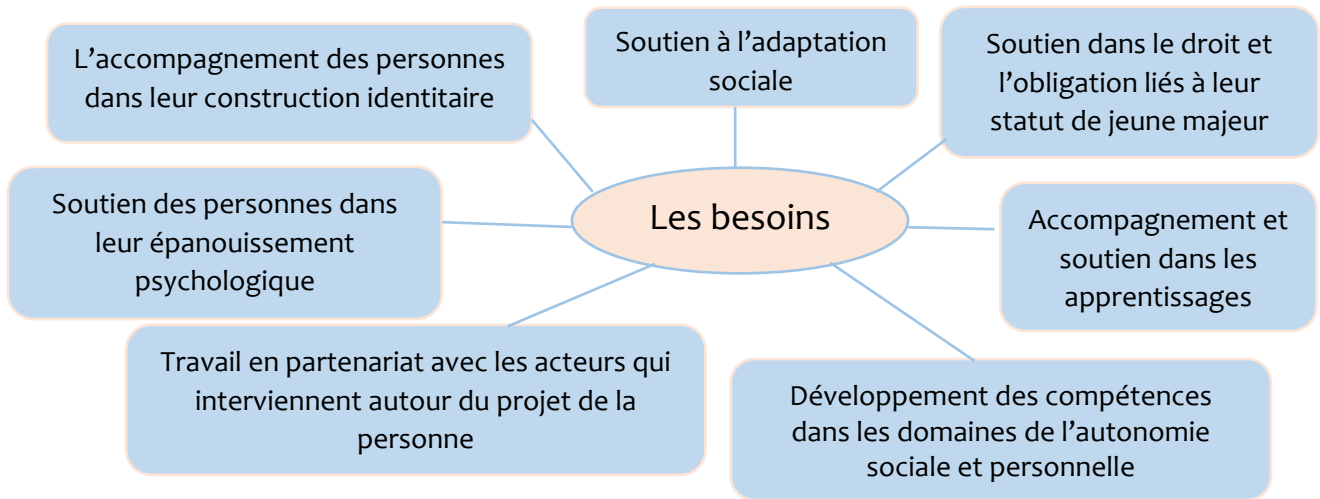 L’accompagnement des personnes
dans leur construction identitaire
Soutien à l’adaptation
sociale
Soutien dans le droit et
l’obligation liés à leur
statut de jeune majeur
Soutien des personnes dans
leur épanouissement
psychologique
Les besoins
Accompagnement et
soutien dans les
apprentissages
Travail en partenariat avec les acteurs qui
interviennent autour du projet de la
personne
Développement des compétences
dans les domaines de l’autonomie
sociale et personnelle